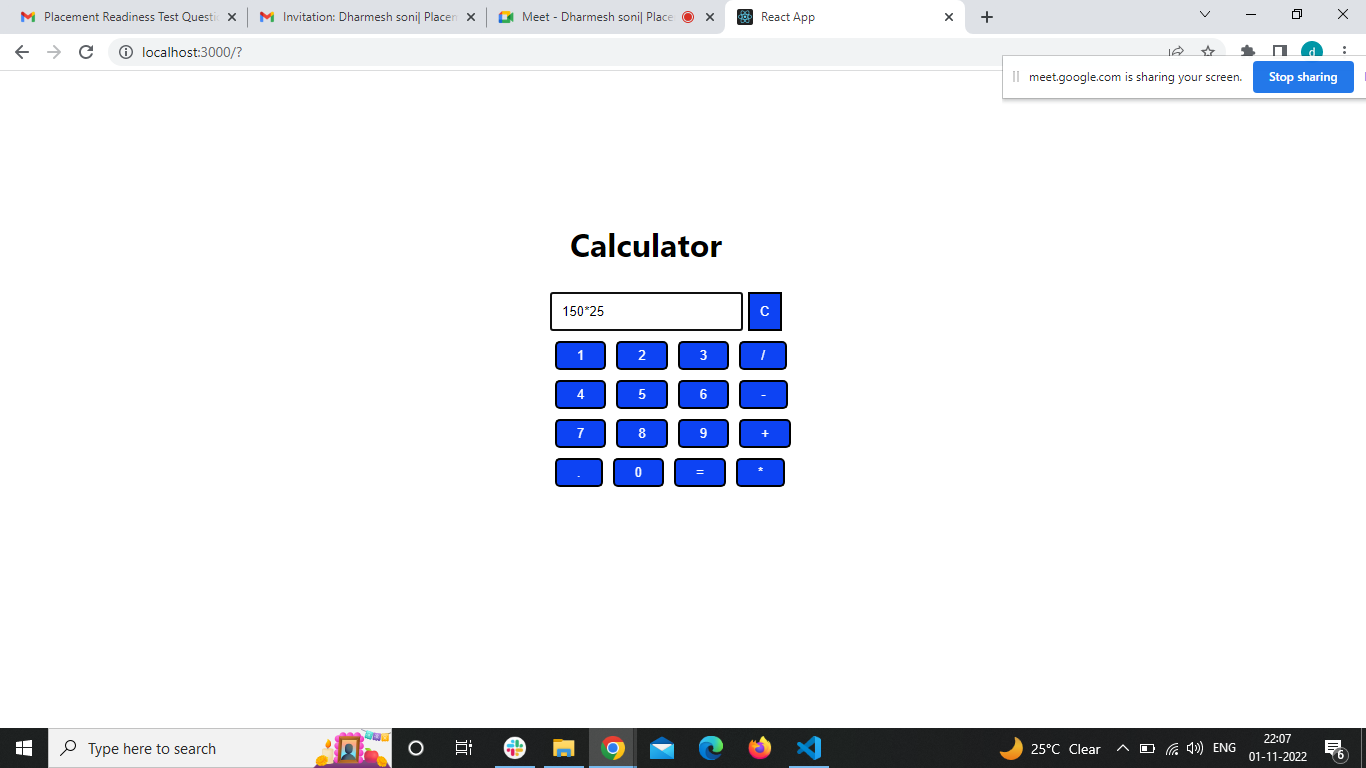 Placement Readiness Test Questi
Invitation: Dharmesh soni| Placem
Meet - Dharmesh soni| Place
React App
localhost:3000/?
d
meet.google.com is sharing your screen.
Stop sharing
Calculator
150*25
C
1 2 3 /
4 5 6 -
7 8 9 +
. 0 = *
Type here to search
25°C Clear
ENG
22:07
01-11-2022
6